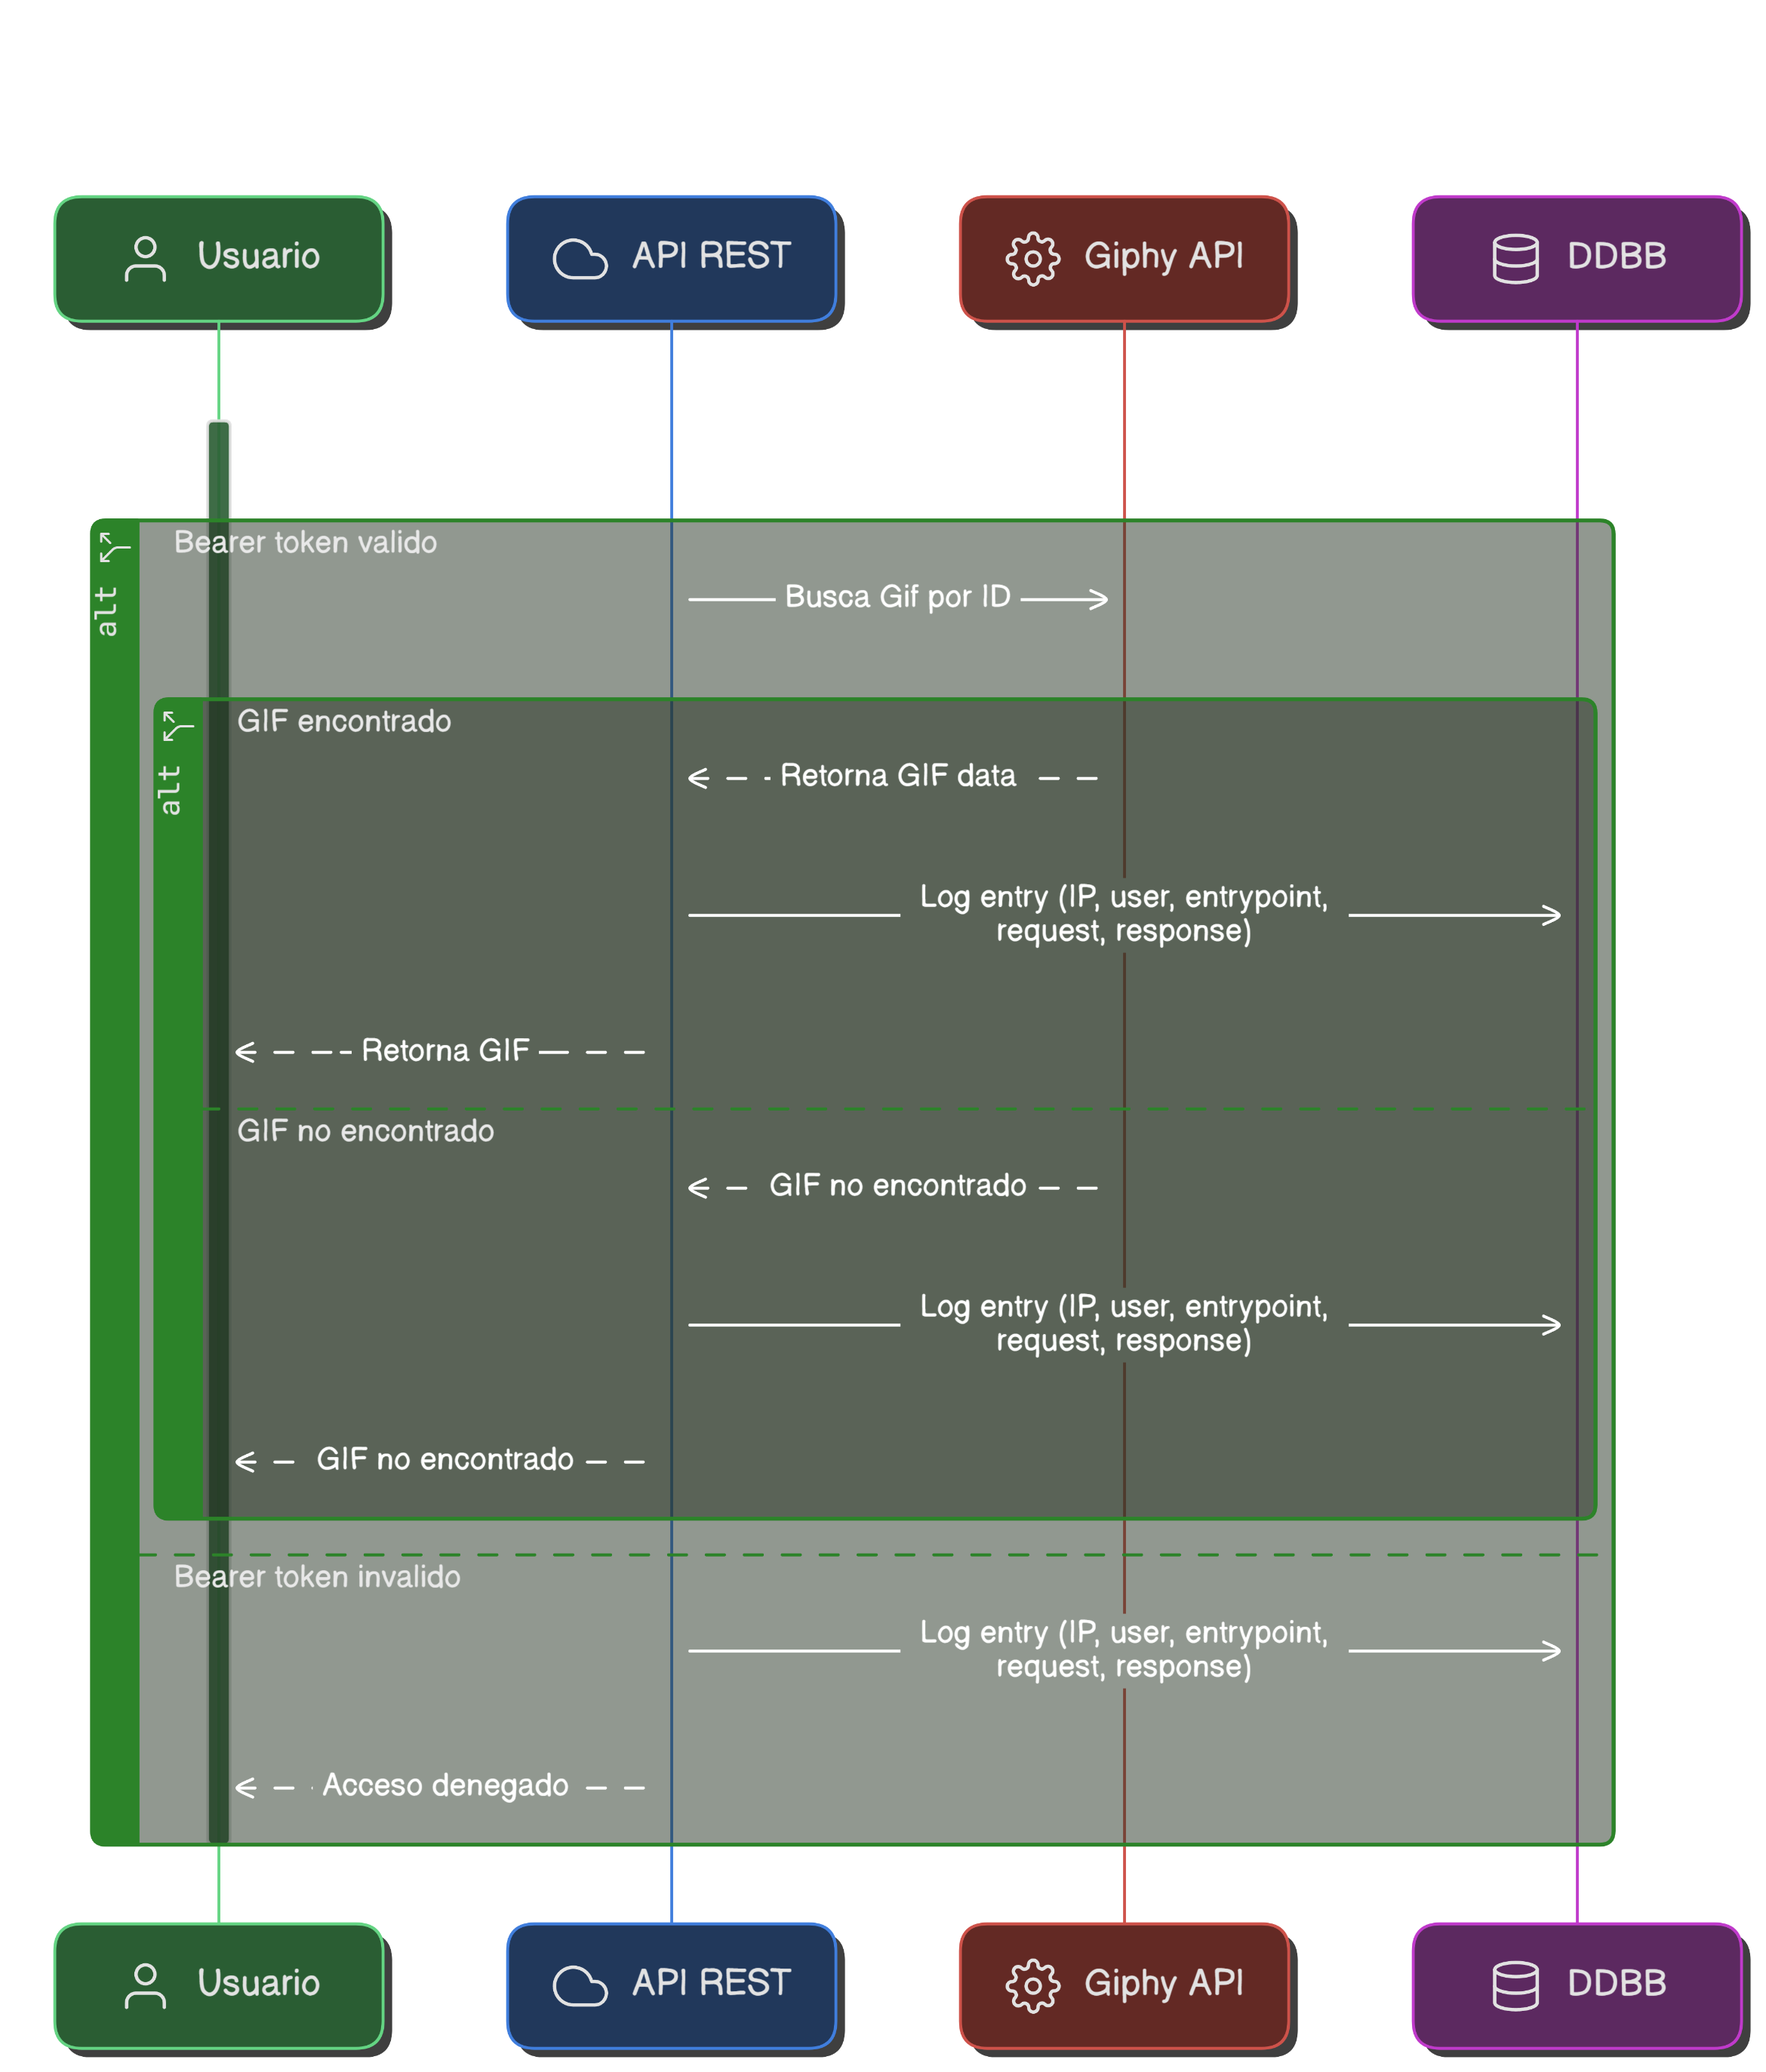 Usuario
API REST
Giphy API
DDBB
alt
Bearer token valido
Busca Gif por ID
alt
GIF encontrado
Retorna GIF data
Log entry (IP, user, entrypoint,
request, response)
Retorna GIF
GIF no encontrado
GIF no encontrado
Log entry (IP, user, entrypoint,
request, response)
GIF no encontrado
Bearer token invalido
Log entry (IP, user, entrypoint,
request, response)
Acceso denegado
Usuario
API REST
Giphy API
DDBB